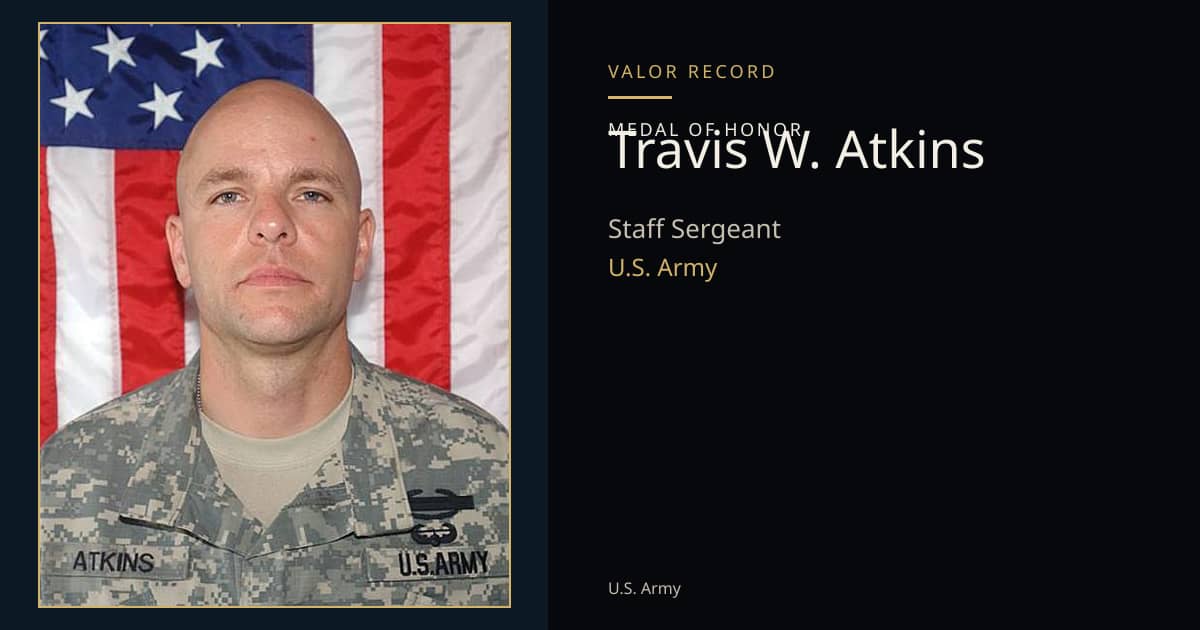 VALOR RECORD
MEDAL OF HONOR
Travis W. Atkins
Staff Sergeant
U.S. Army
ATKINS
U.S.ARMY
U.S. Army